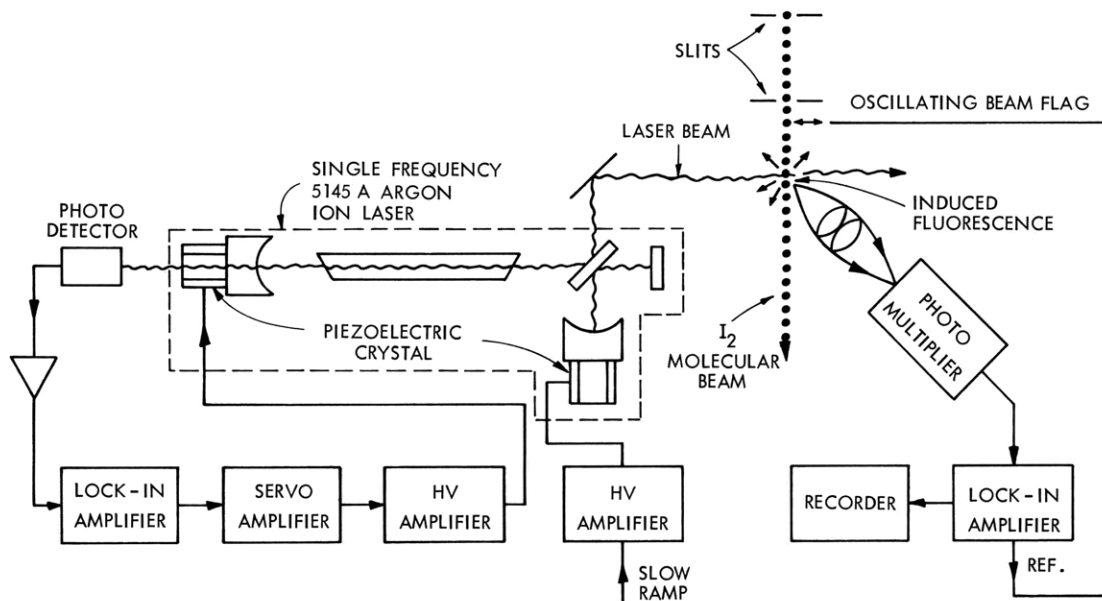 SLITS
OSCILLATING BEAM FLAG
LASER BEAM
SINGLE FREQUENCY
5145 A ARGON
ION LASER
PHOTO
DETECTOR
INDUCED
FLUORESCENCE
PIEZOELECTRIC
CRYSTAL
I2
MOLECULAR
BEAM
PHOTO
MULTIPLIER
LOCK-IN
AMPLIFIER
SERVO
AMPLIFIER
HV
AMPLIFIER
HV
AMPLIFIER
RECORDER
LOCK-IN
AMPLIFIER
SLOW
RAMP
REF.